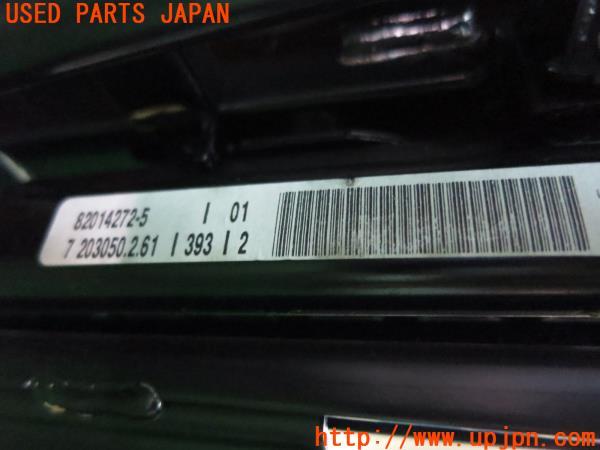 USED PARTS JAPAN
82014272-5 I 01
7 203050.2.61 I 393 I 2
http://www.upjpn.com